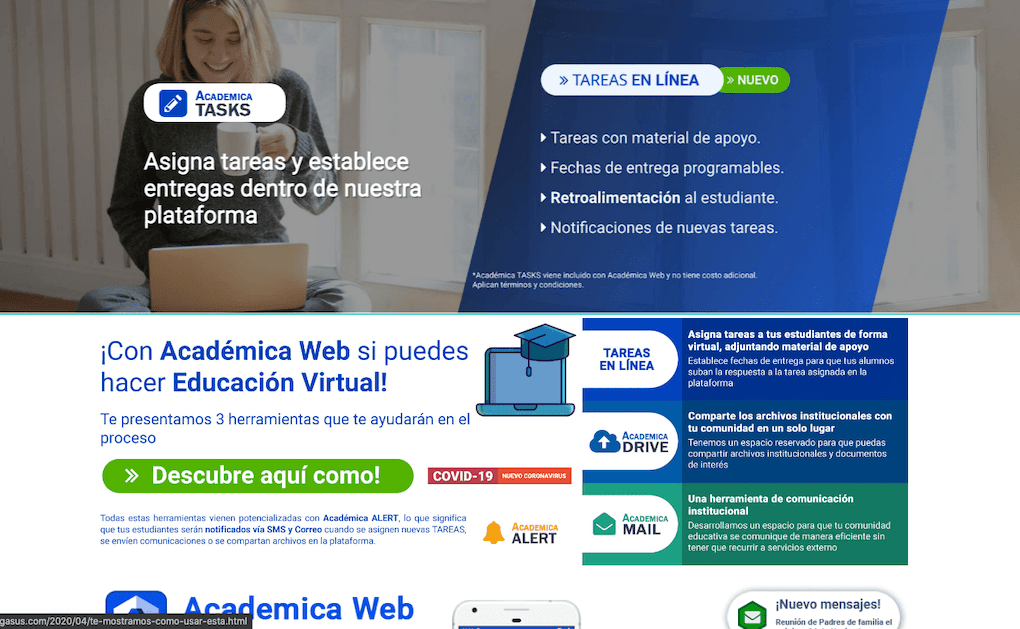 ACADEMICA
TASKS
Asigna tareas y establece
entregas dentro de nuestra
plataforma
» TAREAS EN LÍNEA » NUEVO
Tareas con material de apoyo.
Fechas de entrega programables.
Retroalimentación al estudiante.
Notificaciones de nuevas tareas.
*Académica TASKS viene incluido con Académica Web y no tiene costo adicional.
Aplican términos y condiciones.
¡Con Académica Web si puedes
hacer Educación Virtual!
Te presentamos 3 herramientas que te ayudarán en el
proceso
» Descubre aquí como!
COVID-19 NUEVO CORONAVIRUS
Todas estas herramientas vienen potencializadas con Académica ALERT, lo que significa
que tus estudiantes serán notificados vía SMS y Correo cuando se asignen nuevas TAREAS,
se envíen comunicaciones o se compartan archivos en la plataforma.
ACADEMICA
ALERT
TAREAS
EN LÍNEA
Asigna tareas a tus estudiantes de forma
virtual, adjuntando material de apoyo
Establece fechas de entrega para que tus alumnos
suban la respuesta a la tarea asignada en la
plataforma
ACADEMICA
DRIVE
Comparte los archivos institucionales con
tu comunidad en un solo lugar
Tenemos un espacio reservado para que puedas
compartir archivos institucionales y documentos
de interés
ACADEMICA
MAIL
Una herramienta de comunicación
institucional
Desarrollamos un espacio para que tu comunidad
educativa se comunique de manera eficiente sin
tener que recurrir a servicios externo
Academica Web
¡Nuevo mensajes!
Reunión de Padres de familia el
gasus.com/2020/04/te-mostramos-como-usar-esta.html